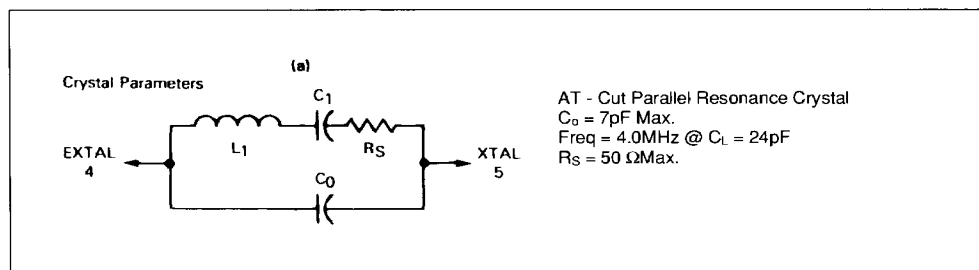 (a)
Crystal Parameters
C1
L1
RS
EXTAL
4
XTAL
5
C0
AT - Cut Parallel Resonance Crystal
Co = 7pF Max.
Freq = 4.0MHz @ CL = 24pF
RS = 50 ΩMax.